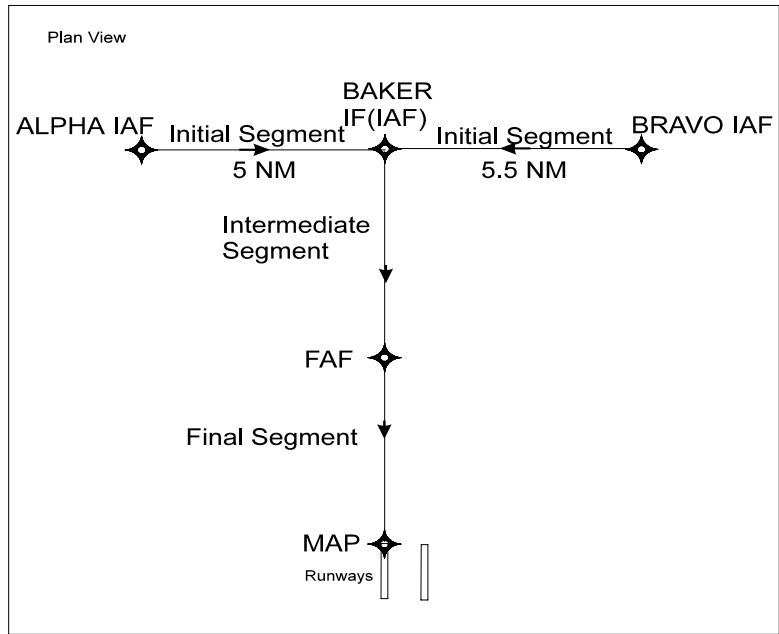 Plan View
BAKER
IF(IAF)
ALPHA IAF
Initial Segment
Initial Segment
BRAVO IAF
5 NM
5.5 NM
Intermediate
Segment
FAF
Final Segment
MAP
Runways